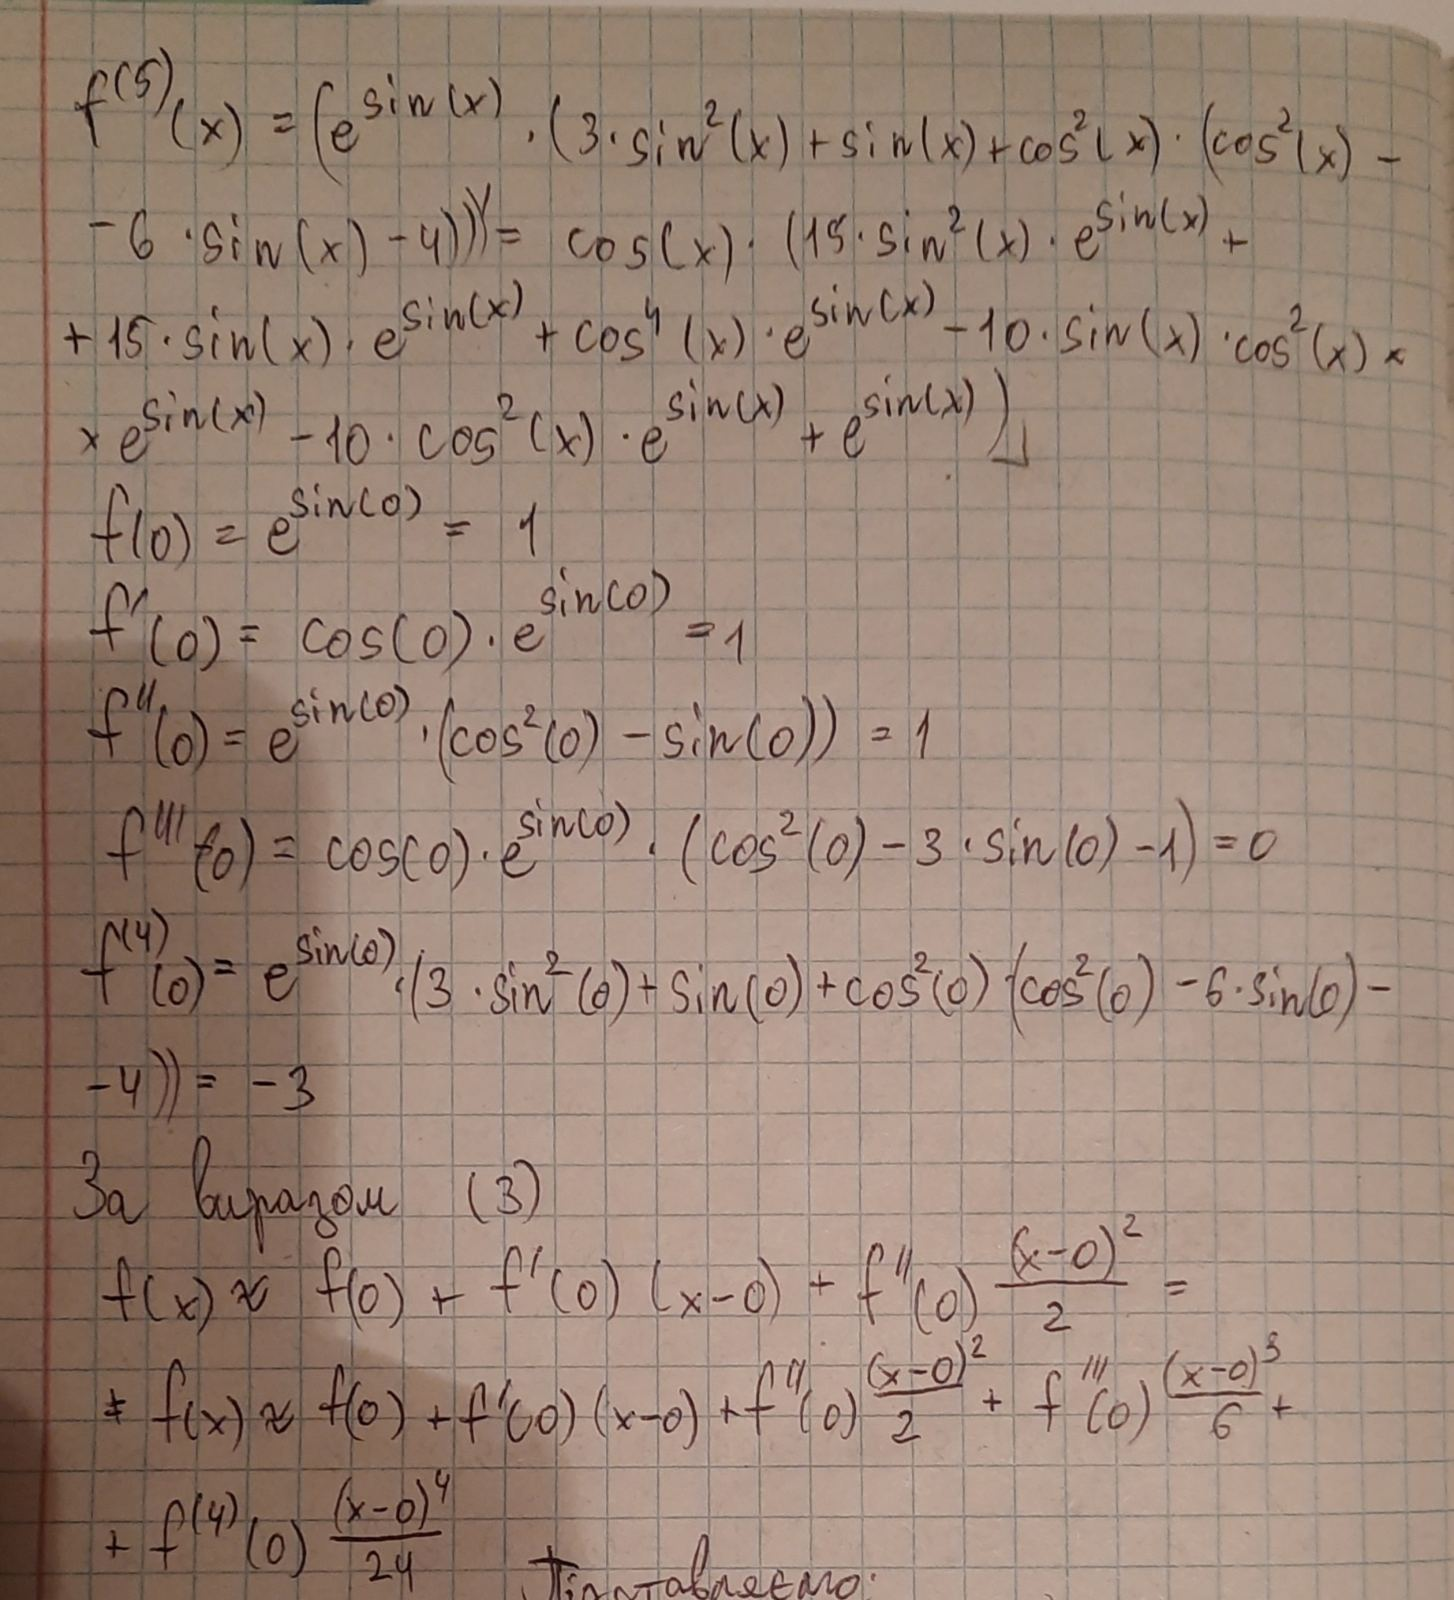 f⁽⁵⁾(x) = (e^sin(x) · (3·sin²(x) + sin(x) + cos²(x) · (cos²(x) -
- 6 · sin(x) - 4)))' = cos(x) · (15·sin²(x) · e^sin(x) +
+ 15·sin(x) · e^sin(x) + cos⁴(x) · e^sin(x) - 10·sin(x) · cos²(x) ×
× e^sin(x) - 10 · cos²(x) · e^sin(x) + e^sin(x))
f(0) = e^sin(0) = 1
f'(0) = cos(0) · e^sin(0) = 1
f''(0) = e^sin(0) · (cos²(0) - sin(0)) = 1
f'''(0) = cos(0) · e^sin(0) · (cos²(0) - 3 · sin(0) - 1) = 0
f⁽⁴⁾(0) = e^sin(0) · (3 · sin²(0) + sin(0) + cos²(0) (cos²(0) - 6·sin(0) -
- 4)) = -3
За виразом (3)
f(x) ≈ f(0) + f'(0) (x-0) + f''(0) (x-0)²/2 =
≠ f(x) ≈ f(0) + f'(0) (x-0) + f''(0) (x-0)²/2 + f'''(0) (x-0)³/6 +
+ f⁽⁴⁾(0) (x-0)⁴/24 Підставляємо: